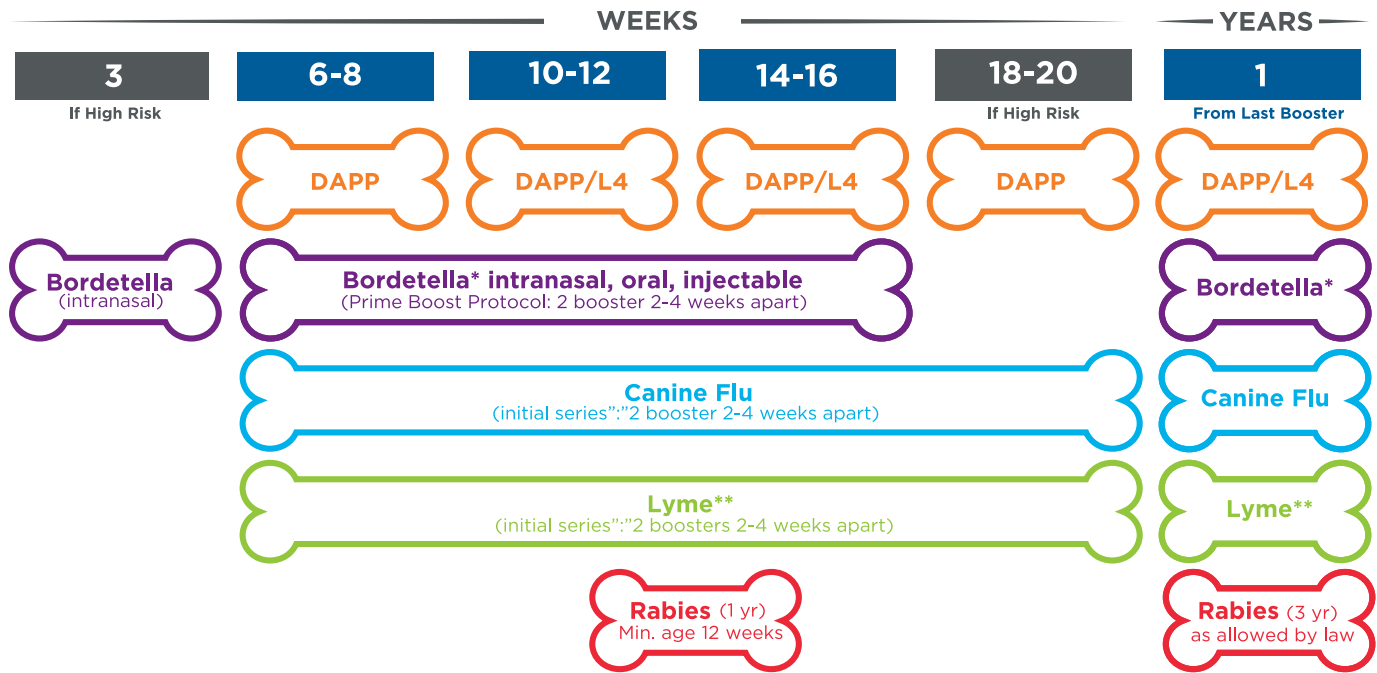 WEEKS
YEARS
3
6-8
10-12
14-16
18-20
1
If High Risk
If High Risk
From Last Booster
DAPP
DAPP/L4
DAPP/L4
DAPP
DAPP/L4
Bordetella
(intranasal)
Bordetella* intranasal, oral, injectable
(Prime Boost Protocol: 2 booster 2-4 weeks apart)
Bordetella*
Canine Flu
(initial series”:”2 booster 2-4 weeks apart)
Canine Flu
Lyme**
(initial series”:”2 boosters 2-4 weeks apart)
Lyme**
Rabies (1 yr)
Min. age 12 weeks
Rabies (3 yr)
as allowed by law